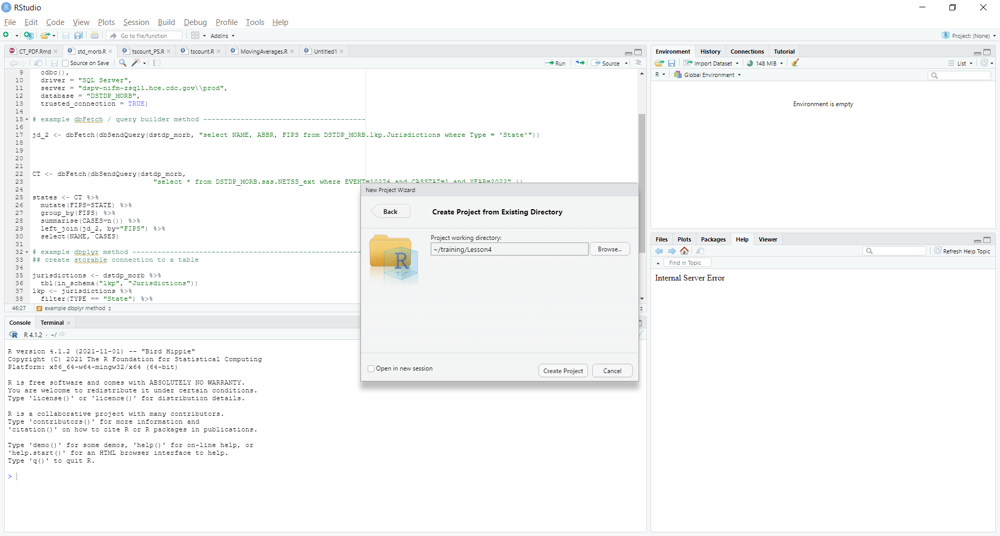 RStudio
File Edit Code View Plots Session Build Debug Profile Tools Help
Go to file/function Addins Project: (None)
CT_PDF.Rmd std_morb.R tscount_PS.R tscount.R MovingAverages.R Untitled1
Source on Save Run Source
9 odbc(),
10 driver = "SQL Server",
11 server = "dspv-nifm-zsql1.hce.cdc.gov\\prod",
12 database = "DSTDP_MORB",
13 trusted_connection = TRUE)
14
15 # example dbFetch / query builder method ---------------------------------------
16
17 jd_2 <- dbFetch(dbSendQuery(dstdp_morb, "select NAME, ABBR, FIPS from DSTDP_MORB.lkp.Jurisdictions where Type = 'State'"))
18
19
20
21
22 CT <- dbFetch(dbSendQuery(dstdp_morb,
23 "select * from DSTDP_MORB.sas.NETSS_ext where EVENT=10274 and CASSTAT=1 and YEAR=2022" ))
24
25 states <- CT %>%
26 mutate(FIPS=STATE) %>%
27 group_by(FIPS) %>%
28 summarise(CASES=n()) %>%
29 left_join(jd_2, by="FIPS") %>%
30 select(NAME, CASES)
31
32 # example dbplyr method -------------------------------------------------------
33 ## create storable connection to a table
34
35 jurisdictions <- dstdp_morb %>%
36 tbl(in_schema("lkp", "Jurisdictions"))
37 lkp <- jurisdictions %>%
38 filter(TYPE == "State") %>%
46:27 # example dbplyr method
Console Terminal
R 4.1.2 · ~/
R version 4.1.2 (2021-11-01) -- "Bird Hippie"
Copyright (C) 2021 The R Foundation for Statistical Computing
Platform: x86_64-w64-mingw32/x64 (64-bit)
R is free software and comes with ABSOLUTELY NO WARRANTY.
You are welcome to redistribute it under certain conditions.
Type 'license()' or 'licence()' for distribution details.
R is a collaborative project with many contributors.
Type 'contributors()' for more information and
'citation()' on how to cite R or R packages in publications.
Type 'demo()' for some demos, 'help()' for on-line help, or
'help.start()' for an HTML browser interface to help.
Type 'q()' to quit R.
>
New Project Wizard
Back Create Project from Existing Directory
Project working directory:
~/training/Lesson4 Browse...
R
Open in new session Create Project Cancel
Environment History Connections Tutorial
Import Dataset 148 MiB List
R Global Environment
Environment is empty
Files Plots Packages Help Viewer
Refresh Help Topic
Find in Topic
Internal Server Error